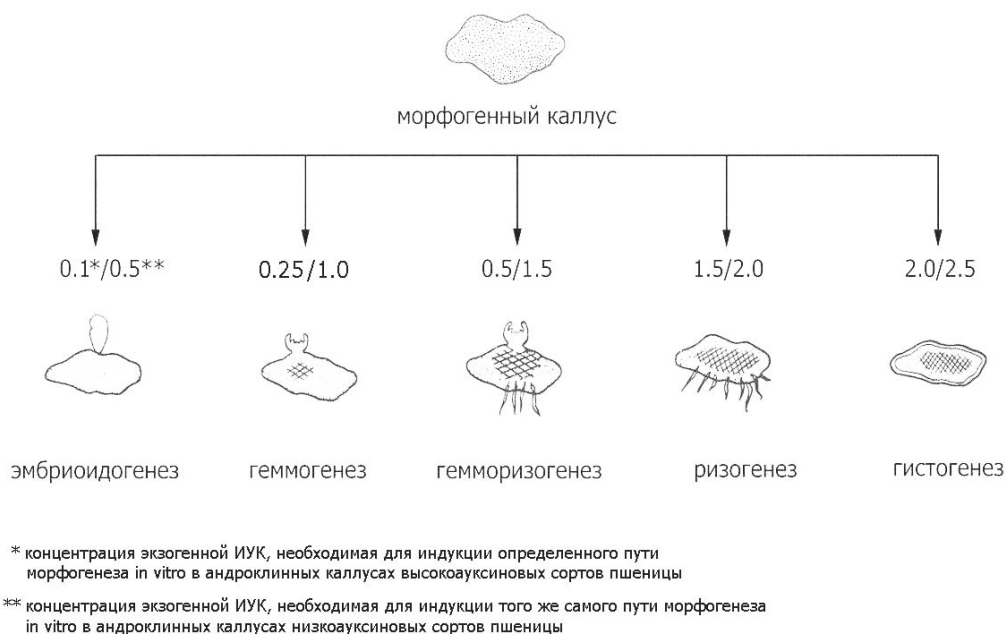 морфогенный каллус
0.1*/0.5**
0.25/1.0
0.5/1.5
1.5/2.0
2.0/2.5
эмбриоидогенез
геммогенез
гемморизогенез
ризогенез
гистогенез
* концентрация экзогенной ИУК, необходимая для индукции определенного пути
морфогенеза in vitro в андроклинных каллусах высокоауксиновых сортов пшеницы
** концентрация экзогенной ИУК, необходимая для индукции того же самого пути морфогенеза
in vitro в андроклинных каллусах низкоауксиновых сортов пшеницы